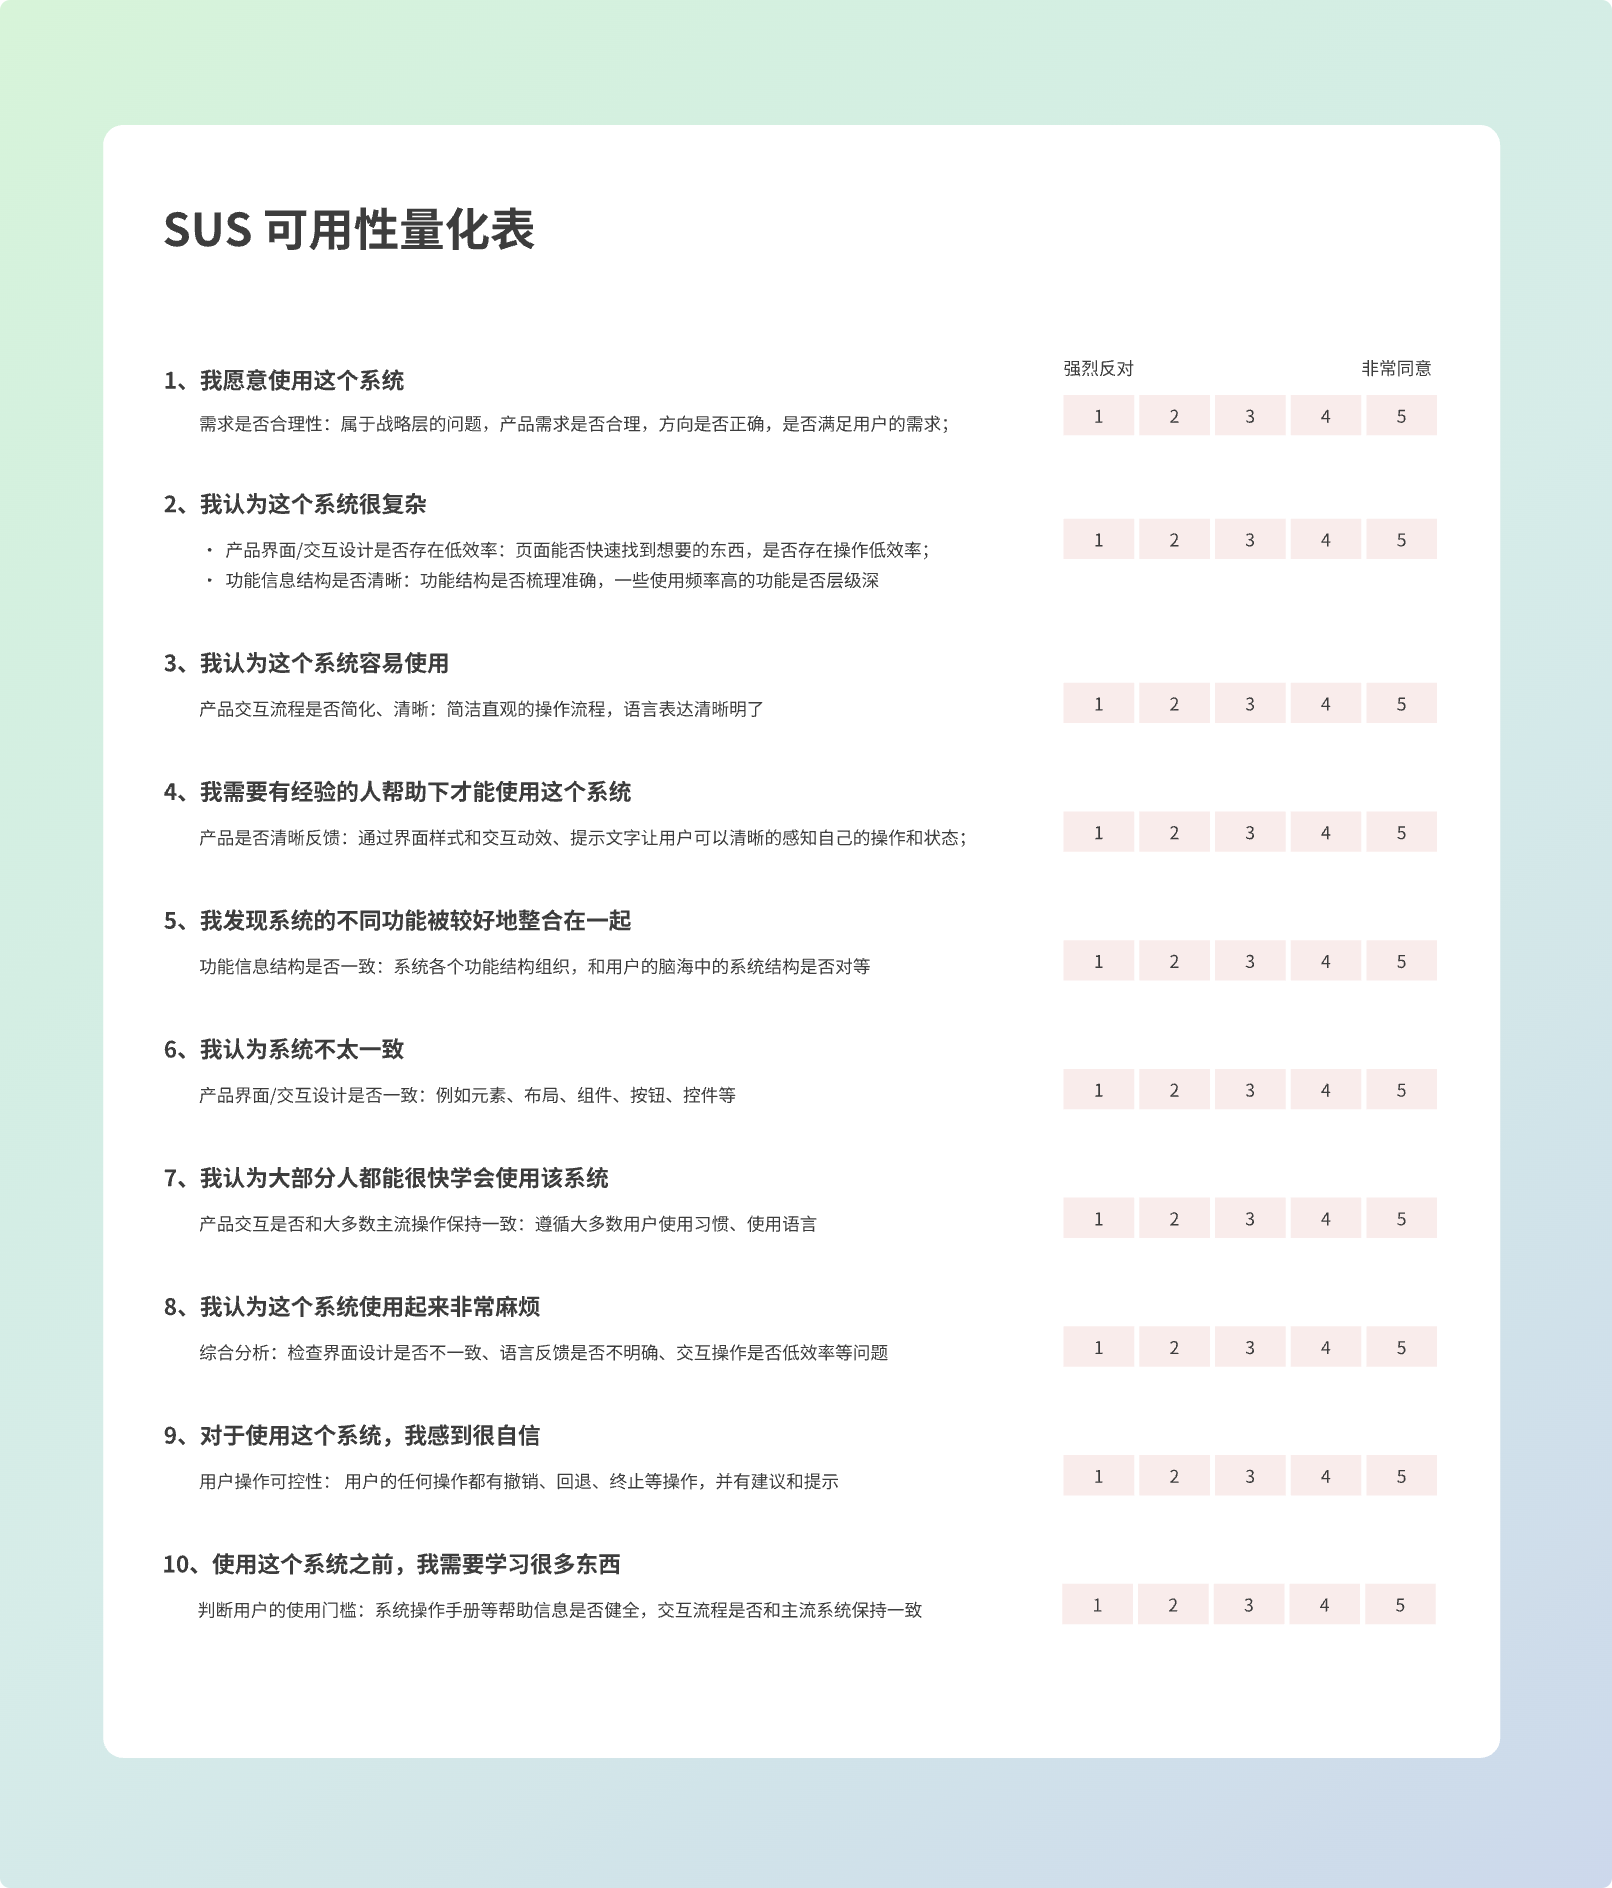 SUS 可用性量化表
强烈反对 非常同意
1、我愿意使用这个系统
需求是否合理性：属于战略层的问题，产品需求是否合理，方向是否正确，是否满足用户的需求；
1 2 3 4 5
2、我认为这个系统很复杂
· 产品界面/交互设计是否存在低效率：页面能否快速找到想要的东西，是否存在操作低效率；
1 2 3 4 5
· 功能信息结构是否清晰：功能结构是否梳理准确，一些使用频率高的功能是否层级深
3、我认为这个系统容易使用
产品交互流程是否简化、清晰：简洁直观的操作流程，语言表达清晰明了
1 2 3 4 5
4、我需要有经验的人帮助下才能使用这个系统
产品是否清晰反馈：通过界面样式和交互动效、提示文字让用户可以清晰的感知自己的操作和状态；
1 2 3 4 5
5、我发现系统的不同功能被较好地整合在一起
功能信息结构是否一致：系统各个功能结构组织，和用户的脑海中的系统结构是否对等
1 2 3 4 5
6、我认为系统不太一致
产品界面/交互设计是否一致：例如元素、布局、组件、按钮、控件等
1 2 3 4 5
7、我认为大部分人都能很快学会使用该系统
产品交互是否和大多数主流操作保持一致：遵循大多数用户使用习惯、使用语言
1 2 3 4 5
8、我认为这个系统使用起来非常麻烦
综合分析：检查界面设计是否不一致、语言反馈是否不明确、交互操作是否低效率等问题
1 2 3 4 5
9、对于使用这个系统，我感到很自信
用户操作可控性： 用户的任何操作都有撤销、回退、终止等操作，并有建议和提示
1 2 3 4 5
10、使用这个系统之前，我需要学习很多东西
判断用户的使用门槛：系统操作手册等帮助信息是否健全，交互流程是否和主流系统保持一致
1 2 3 4 5